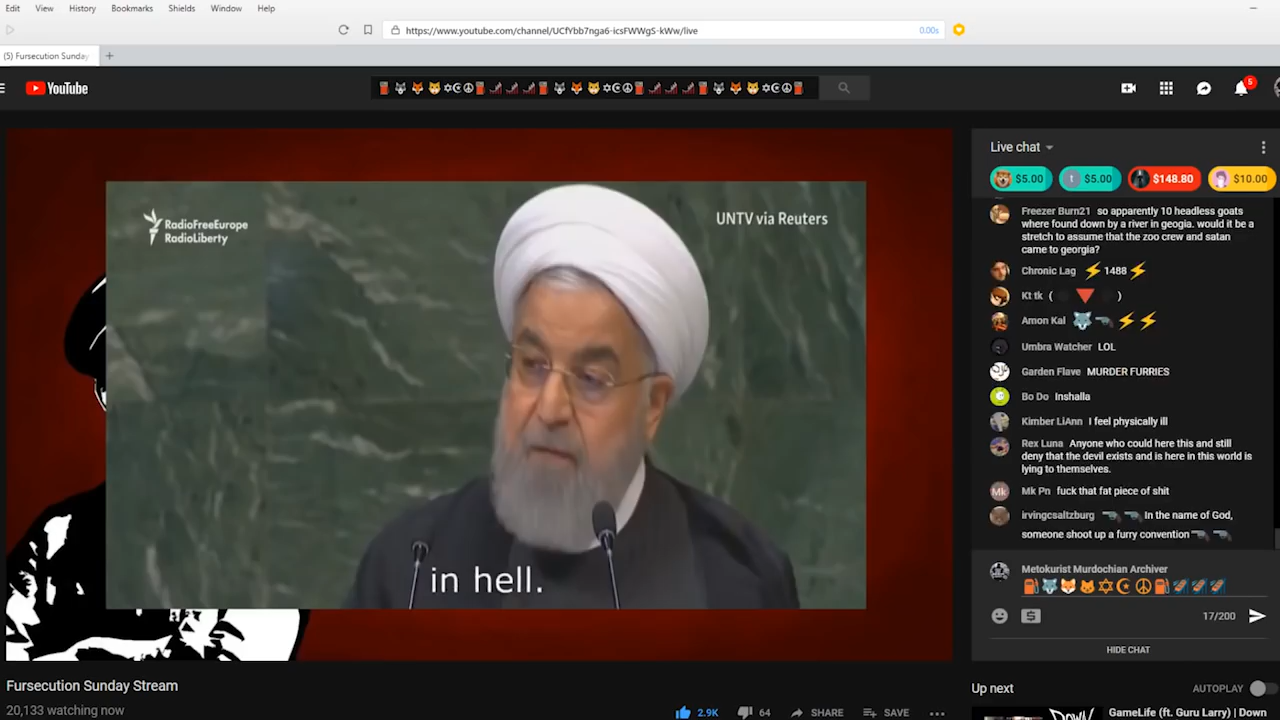 Edit View History Bookmarks Shields Window Help
https://www.youtube.com/channel/UCfYbb7nga6-icsFWWgS-kWw/live 0.00s
(5) Fursecution Sunday
YouTube
5
RadioFreeEurope
RadioLiberty
UNTV via Reuters
in hell.
Fursecution Sunday Stream
20,133 watching now
2.9K 64 SHARE SAVE
Live chat
$5.00 t $5.00 $148.80 $10.00
Freezer Burn21 so apparently 10 headless goats
where found down by a river in geogia. would it be a
stretch to assume that the zoo crew and satan
came to georgia?
Chronic Lag ⚡1488⚡
Kt tk ( 🔻 )
Amon Kal 🐺🔫⚡⚡
Umbra Watcher LOL
Garden Flave MURDER FURRIES
Bo Do Inshalla
Kimber LiAnn I feel physically ill
Rex Luna Anyone who could here this and still
deny that the devil exists and is here in this world is
lying to themselves.
Mk Mk Pn fuck that fat piece of shit
irvingcsaltzburg 🔫🔫 In the name of God,
someone shoot up a furry convention 🔫 🔫
Metokurist Murdochian Archiver
17/200
HIDE CHAT
Up next AUTOPLAY
GameLife (ft. Guru Larry) | Down